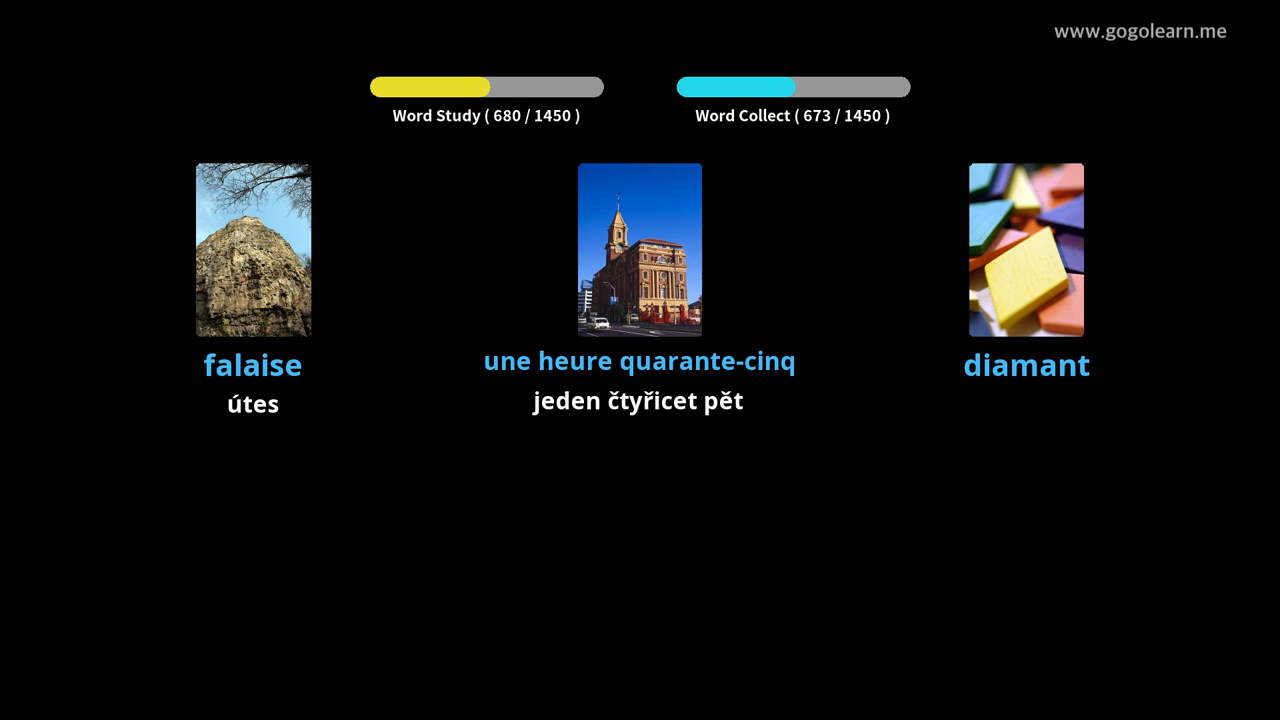 www.gogolearn.me
Word Study ( 680 / 1450 )
Word Collect ( 673 / 1450 )
falaise
útes
une heure quarante-cinq
jeden čtyřicet pět
diamant